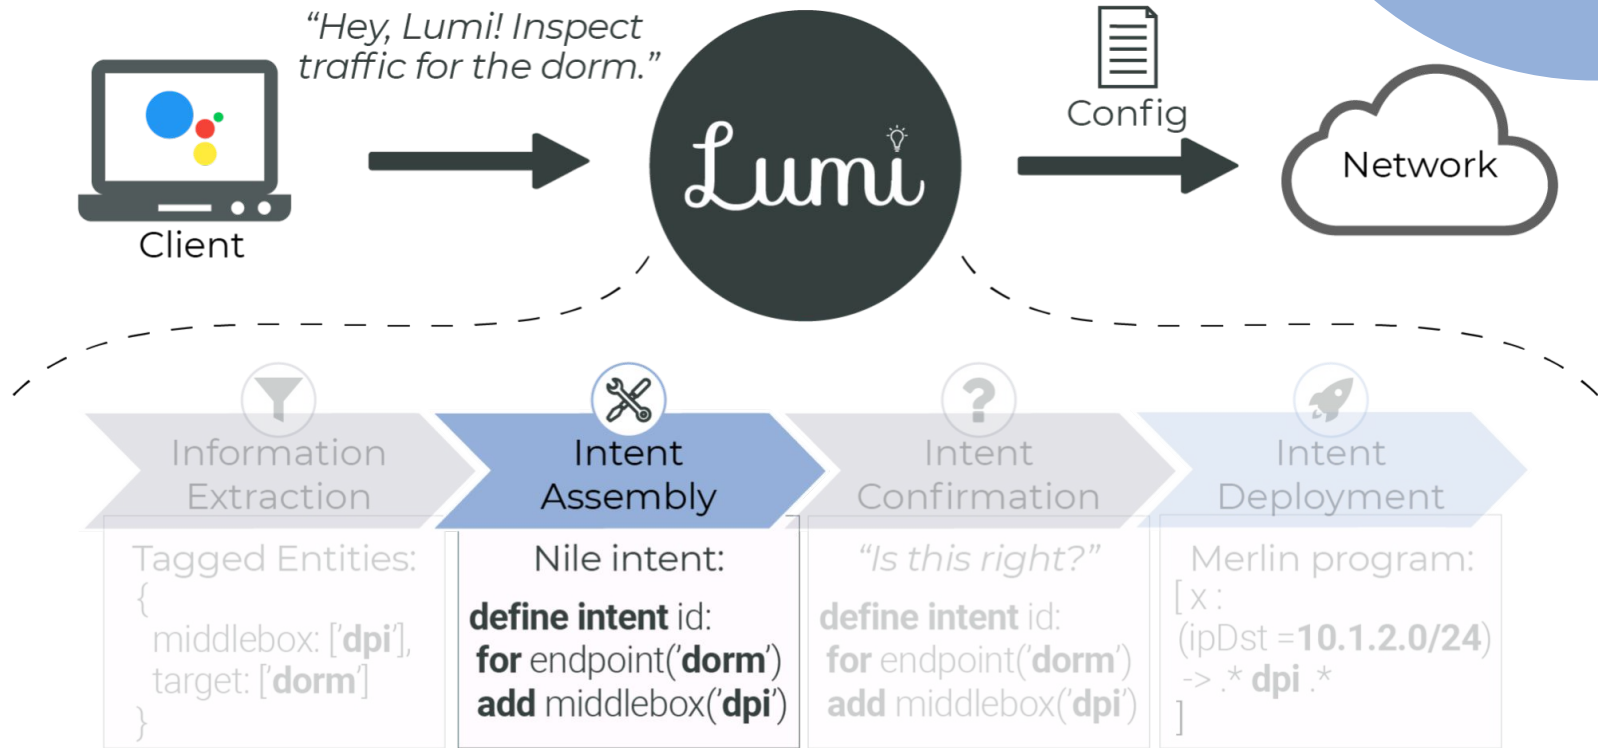 “Hey, Lumi! Inspect
traffic for the dorm.”
Lumi
Config
Network
Client
Information
Extraction
Intent
Assembly
Intent
Confirmation
Intent
Deployment
Tagged Entities:
{
middlebox: ['dpi'],
target: ['dorm']
}
Nile intent:
define intent id:
for endpoint('dorm')
add middlebox('dpi')
“Is this right?”
define intent id:
for endpoint('dorm')
add middlebox('dpi')
Merlin program:
[ x :
(ipDst =10.1.2.0/24)
-> .* dpi .*
]